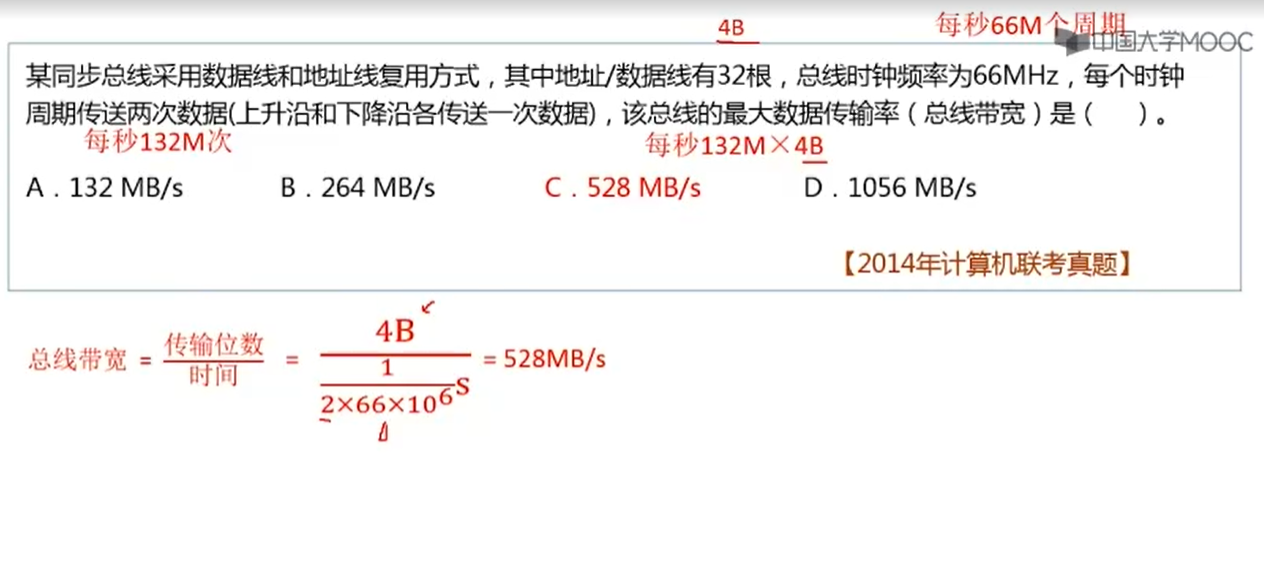 4B 每秒66M个周期
中国大学MOOC
某同步总线采用数据线和地址线复用方式，其中地址/数据线有32根，总线时钟频率为66MHz，每个时钟
周期传送两次数据(上升沿和下降沿各传送一次数据)，该总线的最大数据传输率（总线带宽）是（ ）。
每秒132M次 每秒132M×4B
A．132 MB/s B．264 MB/s C．528 MB/s D．1056 MB/s
【2014年计算机联考真题】
总线带宽 = 传输位数/时间 = 4B/(1/(2×66×10⁶)s) = 528MB/s